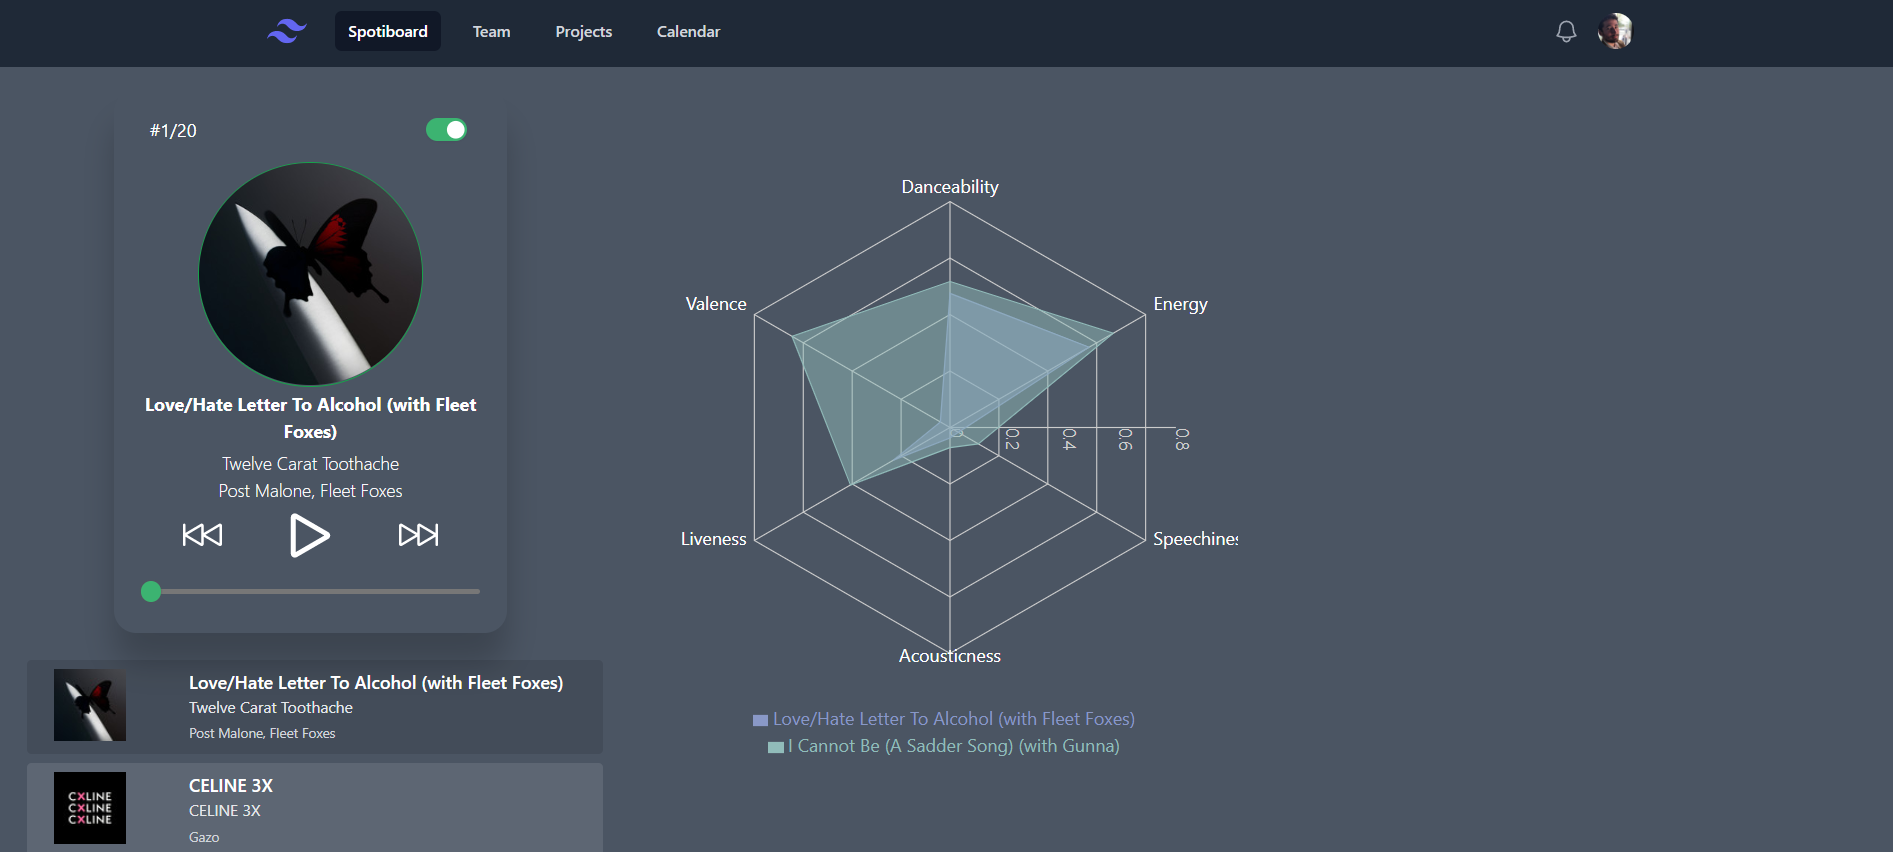 Spotiboard
Team
Projects
Calendar
#1/20
Love/Hate Letter To Alcohol (with Fleet
Foxes)
Twelve Carat Toothache
Post Malone, Fleet Foxes
Love/Hate Letter To Alcohol (with Fleet Foxes)
Twelve Carat Toothache
Post Malone, Fleet Foxes
CXLINE
CXLINE
CXLINE
CELINE 3X
CELINE 3X
Gazo
Danceability
Valence
Energy
0
0.2
0.4
0.6
0.8
Liveness
Speechines
Acousticness
Love/Hate Letter To Alcohol (with Fleet Foxes)
I Cannot Be (A Sadder Song) (with Gunna)